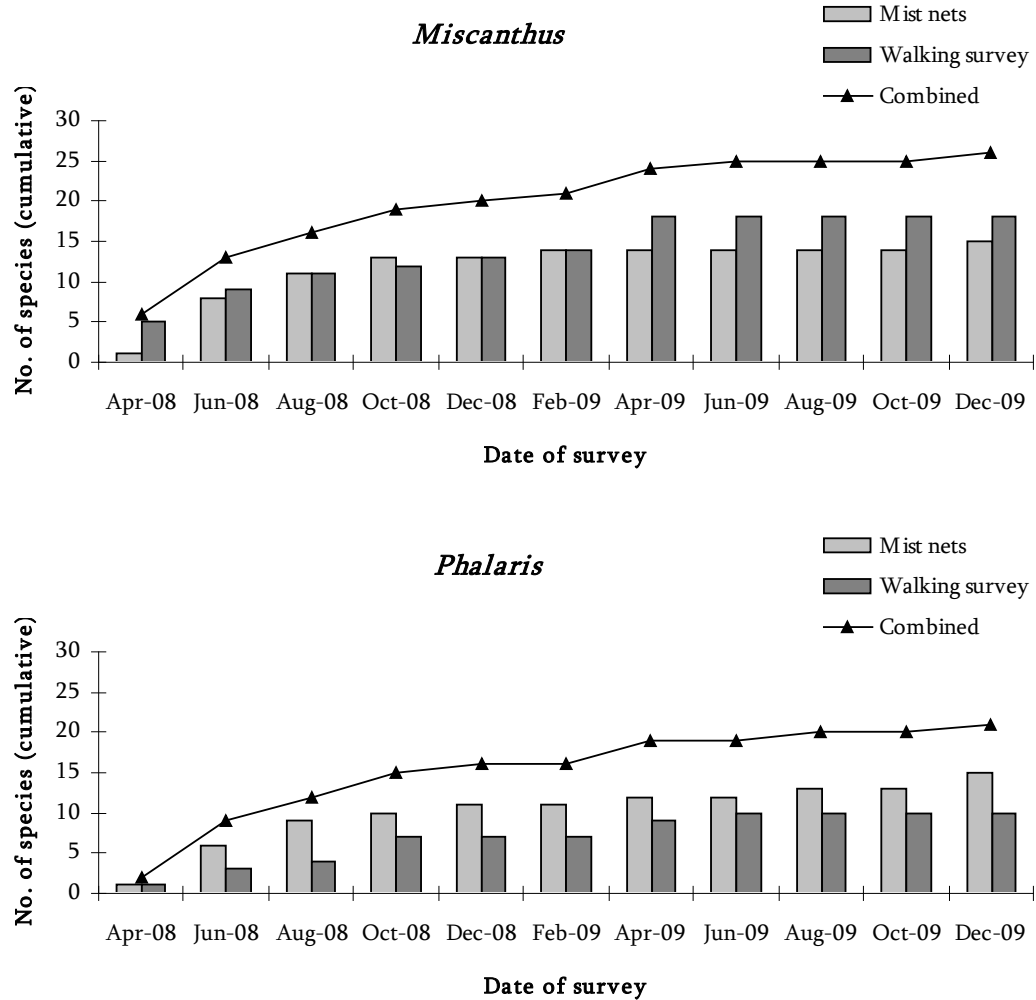 Miscanthus
Mist nets
Walking survey
Combined
No. of species (cumulative)
30
25
20
15
10
5
0
Apr-08 Jun-08 Aug-08 Oct-08 Dec-08 Feb-09 Apr-09 Jun-09 Aug-09 Oct-09 Dec-09
Date of survey
Phalaris
Mist nets
Walking survey
Combined
No. of species (cumulative)
30
25
20
15
10
5
0
Apr-08 Jun-08 Aug-08 Oct-08 Dec-08 Feb-09 Apr-09 Jun-09 Aug-09 Oct-09 Dec-09
Date of survey